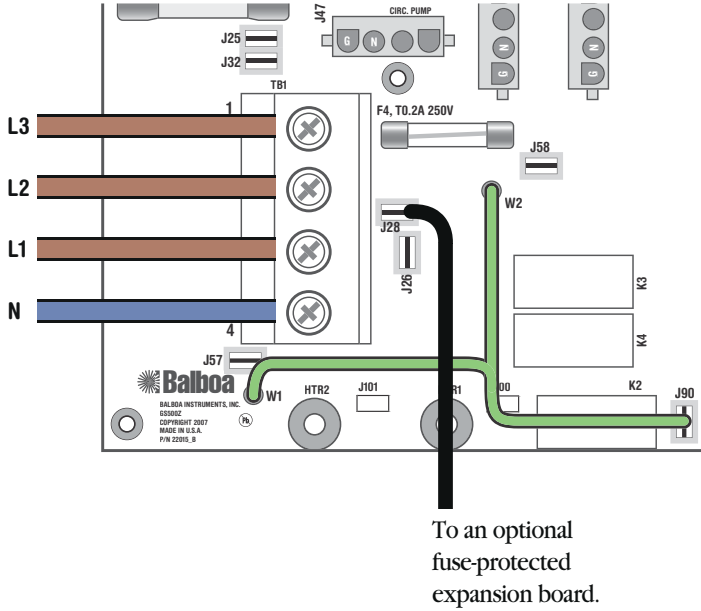 J47
CIRC. PUMP
G N
N
G
N
G
J25
J32
TB1
1
F4, T0.2A 250V
L3
J58
L2
W2
J28
L1
J26
K3
N
K4
4
J57
Balboa
W1
HTR2
J101
R1
00
K2
J90
BALBOA INSTRUMENTS, INC.
GS500Z
COPYRIGHT 2007
MADE IN U.S.A.
P/N 22015_B
Pb
To an optional
fuse-protected
expansion board.